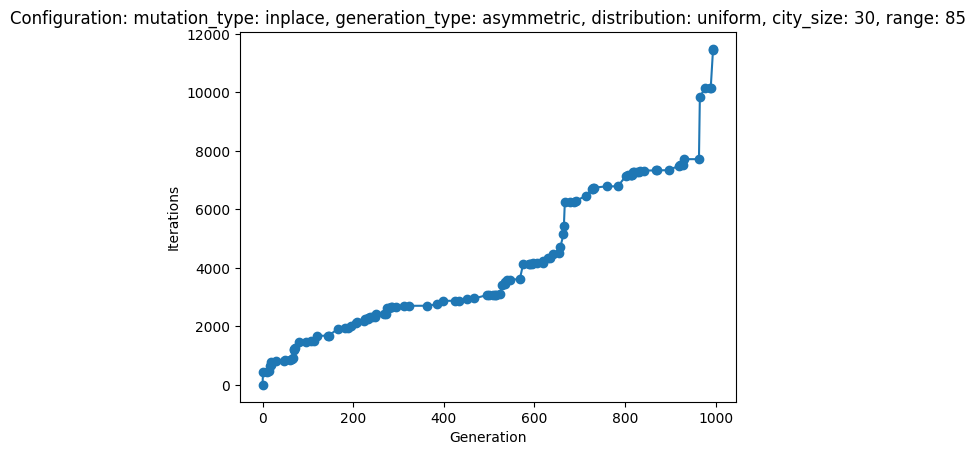 Configuration: mutation_type: inplace, generation_type: asymmetric, distribution: uniform, city_size: 30, range: 85
12000
10000
8000
6000
4000
2000
0
Iterations
0 200 400 600 800 1000
Generation